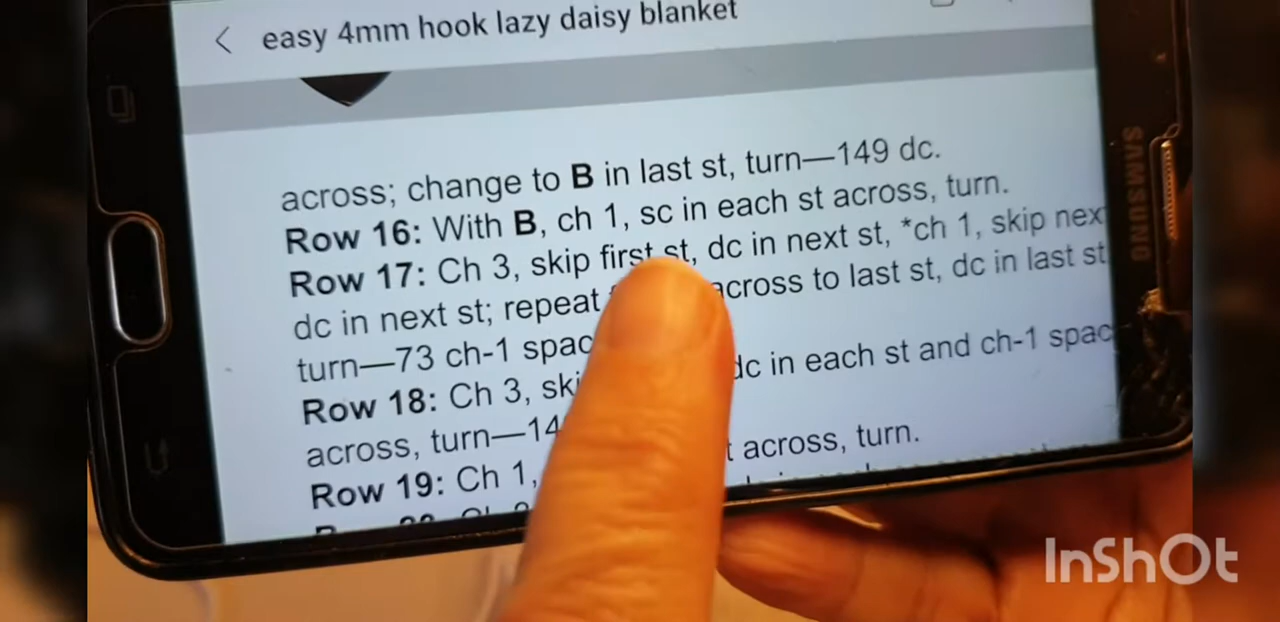 easy 4mm hook lazy daisy blanket
across; change to B in last st, turn—149 dc.
Row 16: With B, ch 1, sc in each st across, turn.
Row 17: Ch 3, skip first st, dc in next st, *ch 1, skip nex
dc in next st; repeat across to last st, dc in last st
turn—73 ch-1 spac
Row 18: Ch 3, ski dc in each st and ch-1 spac
across, turn—14
Row 19: Ch 1, t across, turn.
SAMSUNG
InShOt